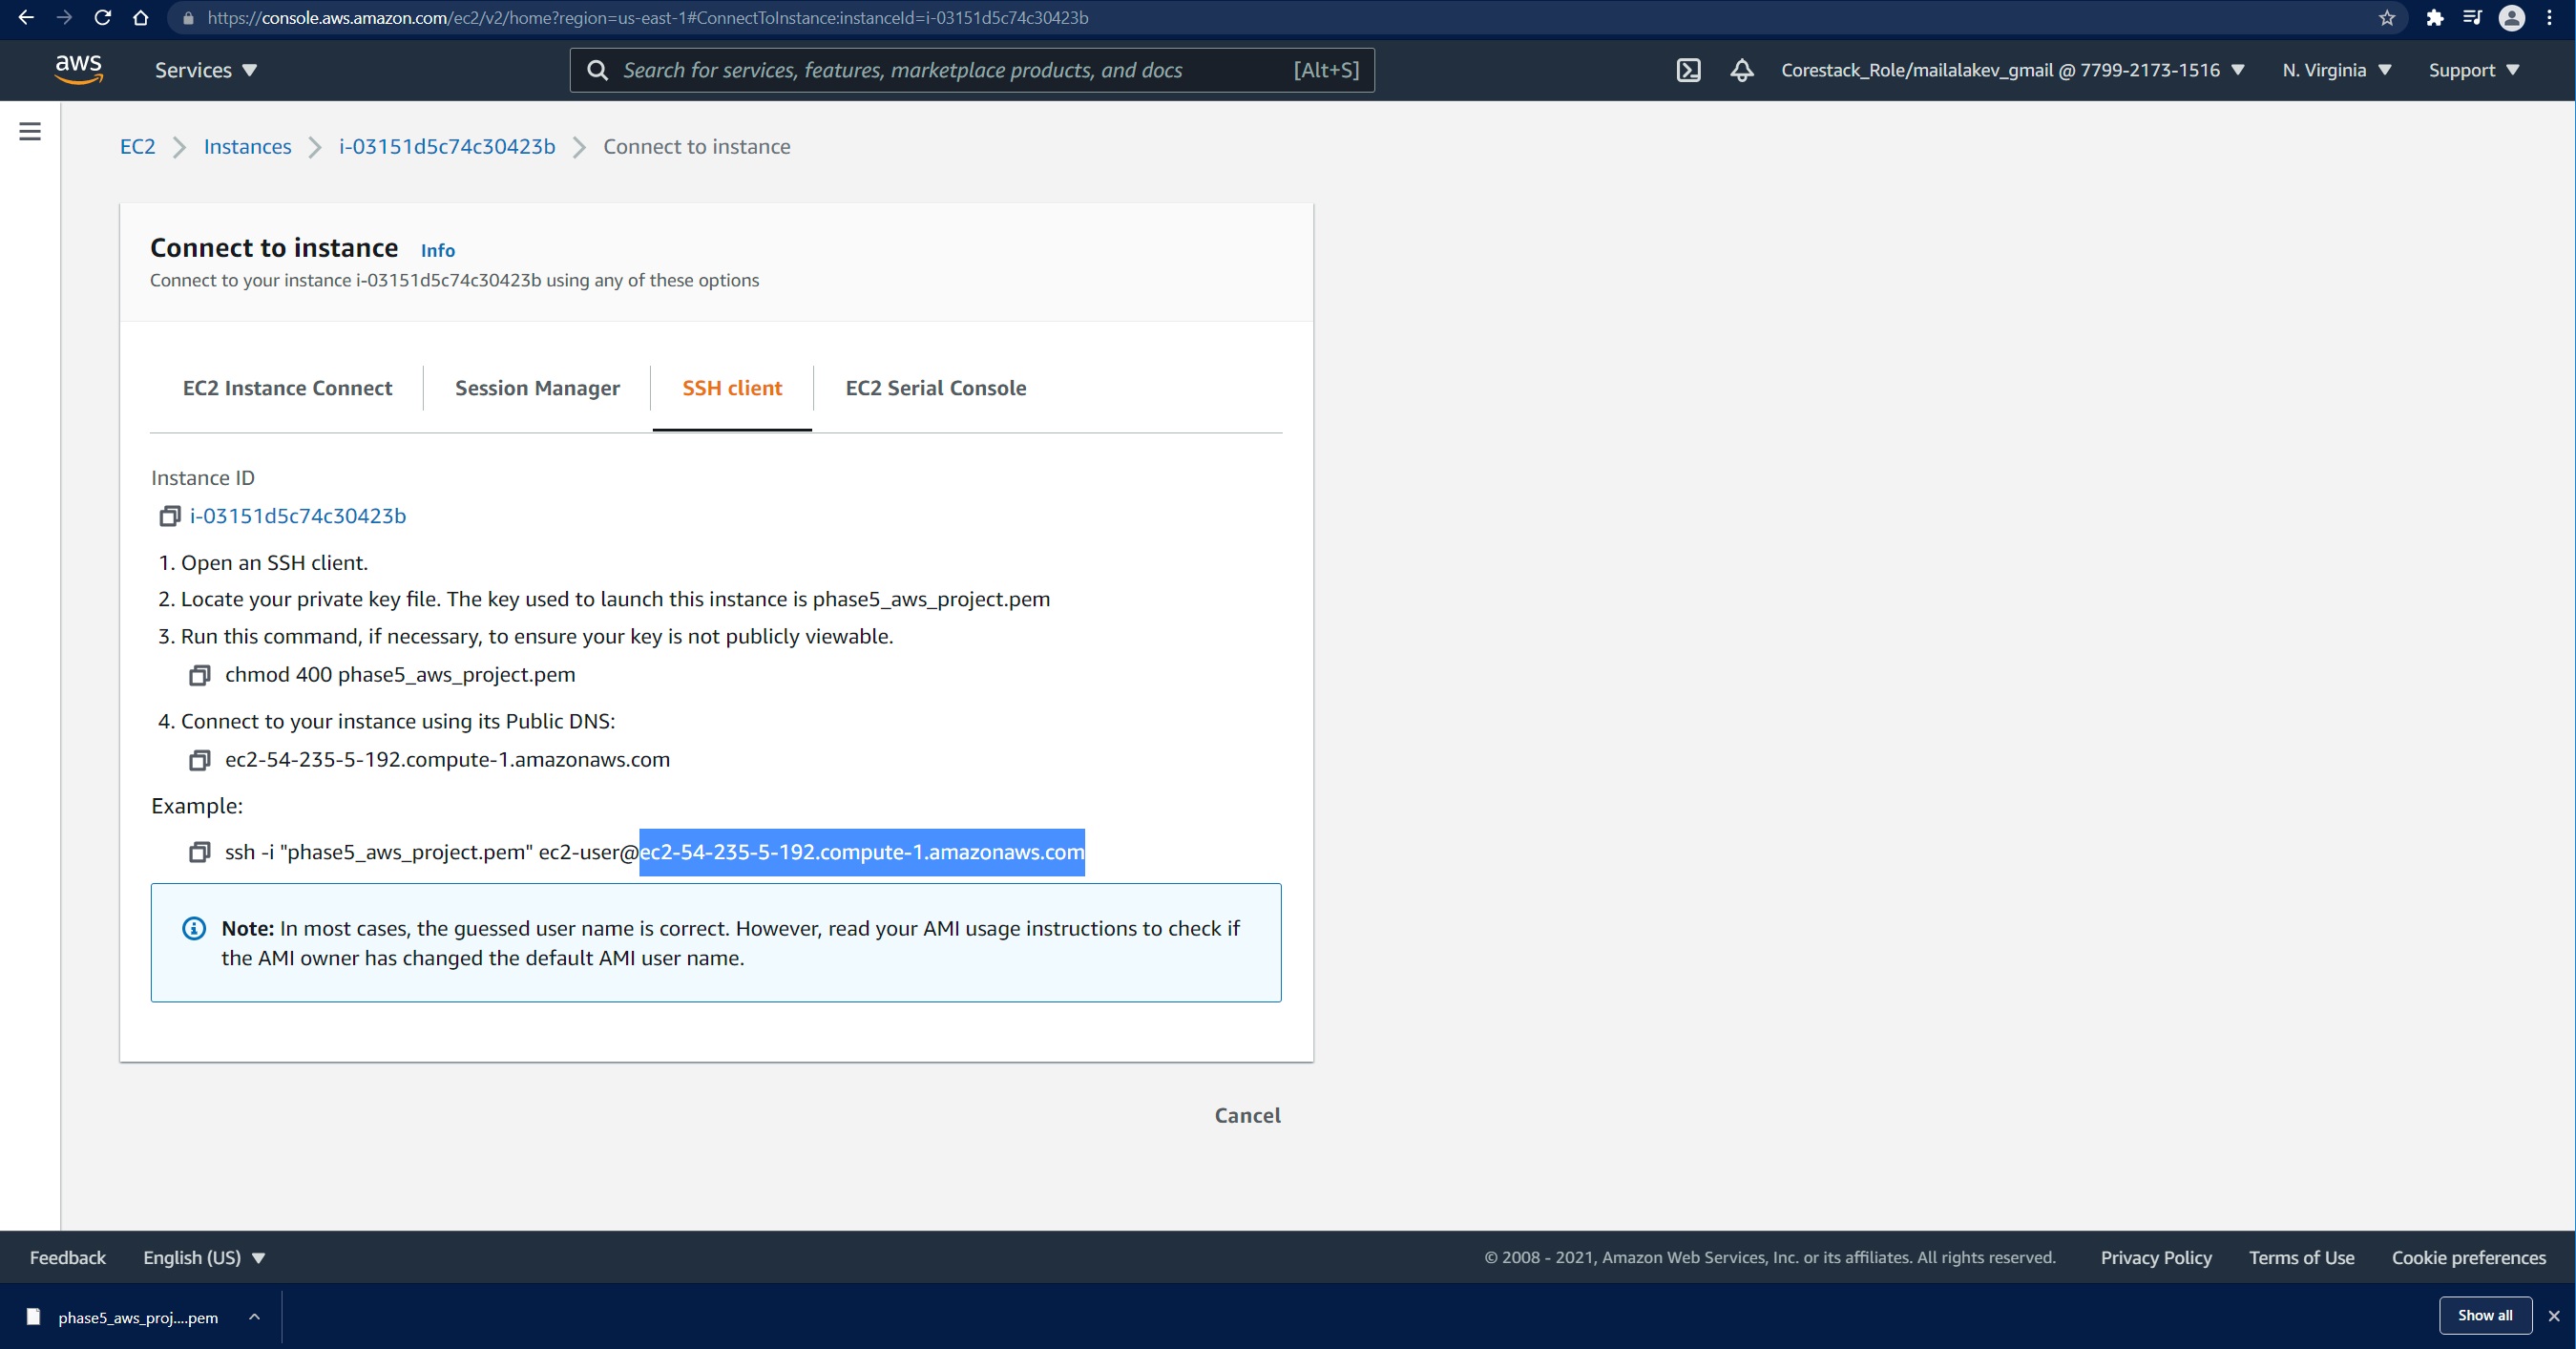 https://console.aws.amazon.com/ec2/v2/home?region=us-east-1#ConnectToInstance:instanceId=i-03151d5c74c30423b
aws Services Search for services, features, marketplace products, and docs [Alt+S] Corestack_Role/mailalakev_gmail @ 7799-2173-1516 N. Virginia Support
EC2 Instances i-03151d5c74c30423b Connect to instance
Connect to instance Info
Connect to your instance i-03151d5c74c30423b using any of these options
EC2 Instance Connect Session Manager SSH client EC2 Serial Console
Instance ID
i-03151d5c74c30423b
1. Open an SSH client.
2. Locate your private key file. The key used to launch this instance is phase5_aws_project.pem
3. Run this command, if necessary, to ensure your key is not publicly viewable.
chmod 400 phase5_aws_project.pem
4. Connect to your instance using its Public DNS:
ec2-54-235-5-192.compute-1.amazonaws.com
Example:
ssh -i "phase5_aws_project.pem" ec2-user@ec2-54-235-5-192.compute-1.amazonaws.com
Note: In most cases, the guessed user name is correct. However, read your AMI usage instructions to check if
the AMI owner has changed the default AMI user name.
Cancel
Feedback English (US) © 2008 - 2021, Amazon Web Services, Inc. or its affiliates. All rights reserved. Privacy Policy Terms of Use Cookie preferences
phase5_aws_proj....pem Show all